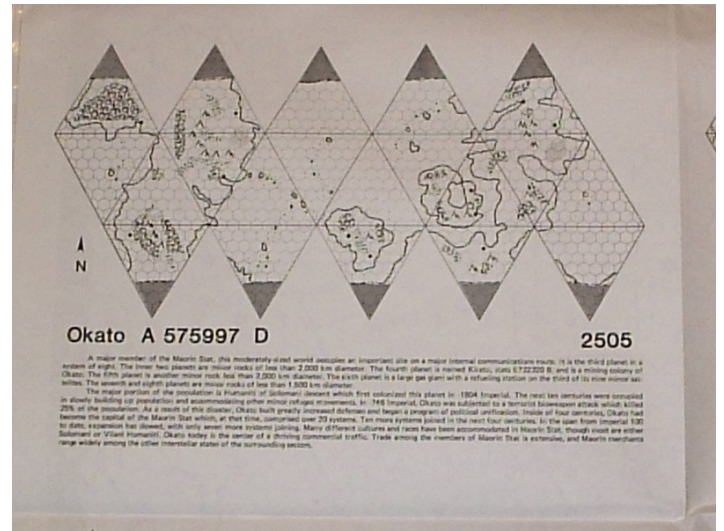 N
Okato A 575997 D 2505
A major member of the Maorin Stat, this moderately-sized world occupies an important site on a major internal communications route. It is the third planet in a
system of eight. The inner two planets are minor rocks of less than 2,000 km diameter. The fourth planet is named Kirato, stats and is a mining colony of
Okato. The fifth planet is another minor rock less than 2,000 km diameter. The sixth planet is a large gas giant with a refueling station on the third of its nine minor sat-
ellites. The seventh and eighth planets are minor rocks of less than 1,500 km diameter.
The major portion of the population is Humaniti of Solomani descent which first colonized this planet in -1804 Imperial. The next ten centuries were occupied
in slowly building up population and accommodating other minor refugee movements. In -746 Imperial, Okato was subjected to a terrorist bioweapon attack which killed
25% of the population. As a result of this disaster, Okato built greatly increased defenses and began a program of political unification. Inside of four centuries, Okato had
become the capital of the Maorin Stat which, at that time, comprised over 20 systems. Ten more systems joined in the next four centuries. In the span from imperial 100
to date, expansion has slowed, with only seven more systems joining. Many different cultures and races have been accommodated in Maorin Stat, though most are either
Solomani or Vilani Humaniti. Okato today is the center of a thriving commercial traffic. Trade among the members of Maorin Stat is extensive, and Maorin merchants
range widely among the other interstellar states of the surrounding sectors.